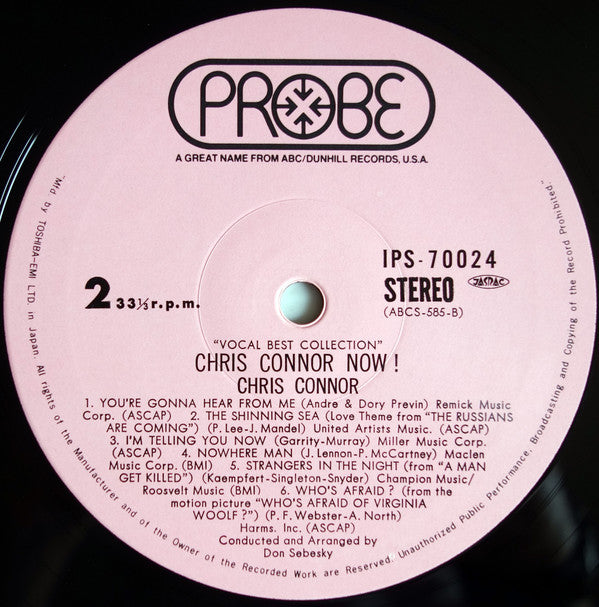 PROBE
A GREAT NAME FROM ABC/DUNHILL RECORDS, U.S.A.
IPS-70024
2 33⅓ r.p.m.
STEREO
JASRAC
(ABCS-585-B)
"VOCAL BEST COLLECTION"
CHRIS CONNOR NOW!
CHRIS CONNOR
1. YOU'RE GONNA HEAR FROM ME (Andre & Dory Previn) Remick Music
Corp. (ASCAP) 2. THE SHINNING SEA (Love Theme from "THE RUSSIANS
ARE COMING") (P. Lee-J. Mandel) United Artists Music. (ASCAP)
3. I'M TELLING YOU NOW (Garrity-Murray) Miller Music Corp.
(ASCAP) 4. NOWHERE MAN (J. Lennon-P. McCartney) Maclen
Music Corp. (BMI) 5. STRANGERS IN THE NIGHT (from "A MAN
GET KILLED") (Kaempfert-Singleton-Snyder) Champion Music/
Roosvelt Music (BMI) 6. WHO'S AFRAID? (from the
motion picture "WHO'S AFRAID OF VIRGINIA
WOOLF?") (P. F. Webster-A. North)
Harms. Inc. (ASCAP)
Conducted and Arranged by
Don Sebesky
"Mfd by TOSHIBA-EMI LTD. in Japan. All rights of the Manufacturer and of the Owner of the Recorded Work are Reserved. Unauthorized Public Performance, Broadcasting and Copying of the Record Prohibited."